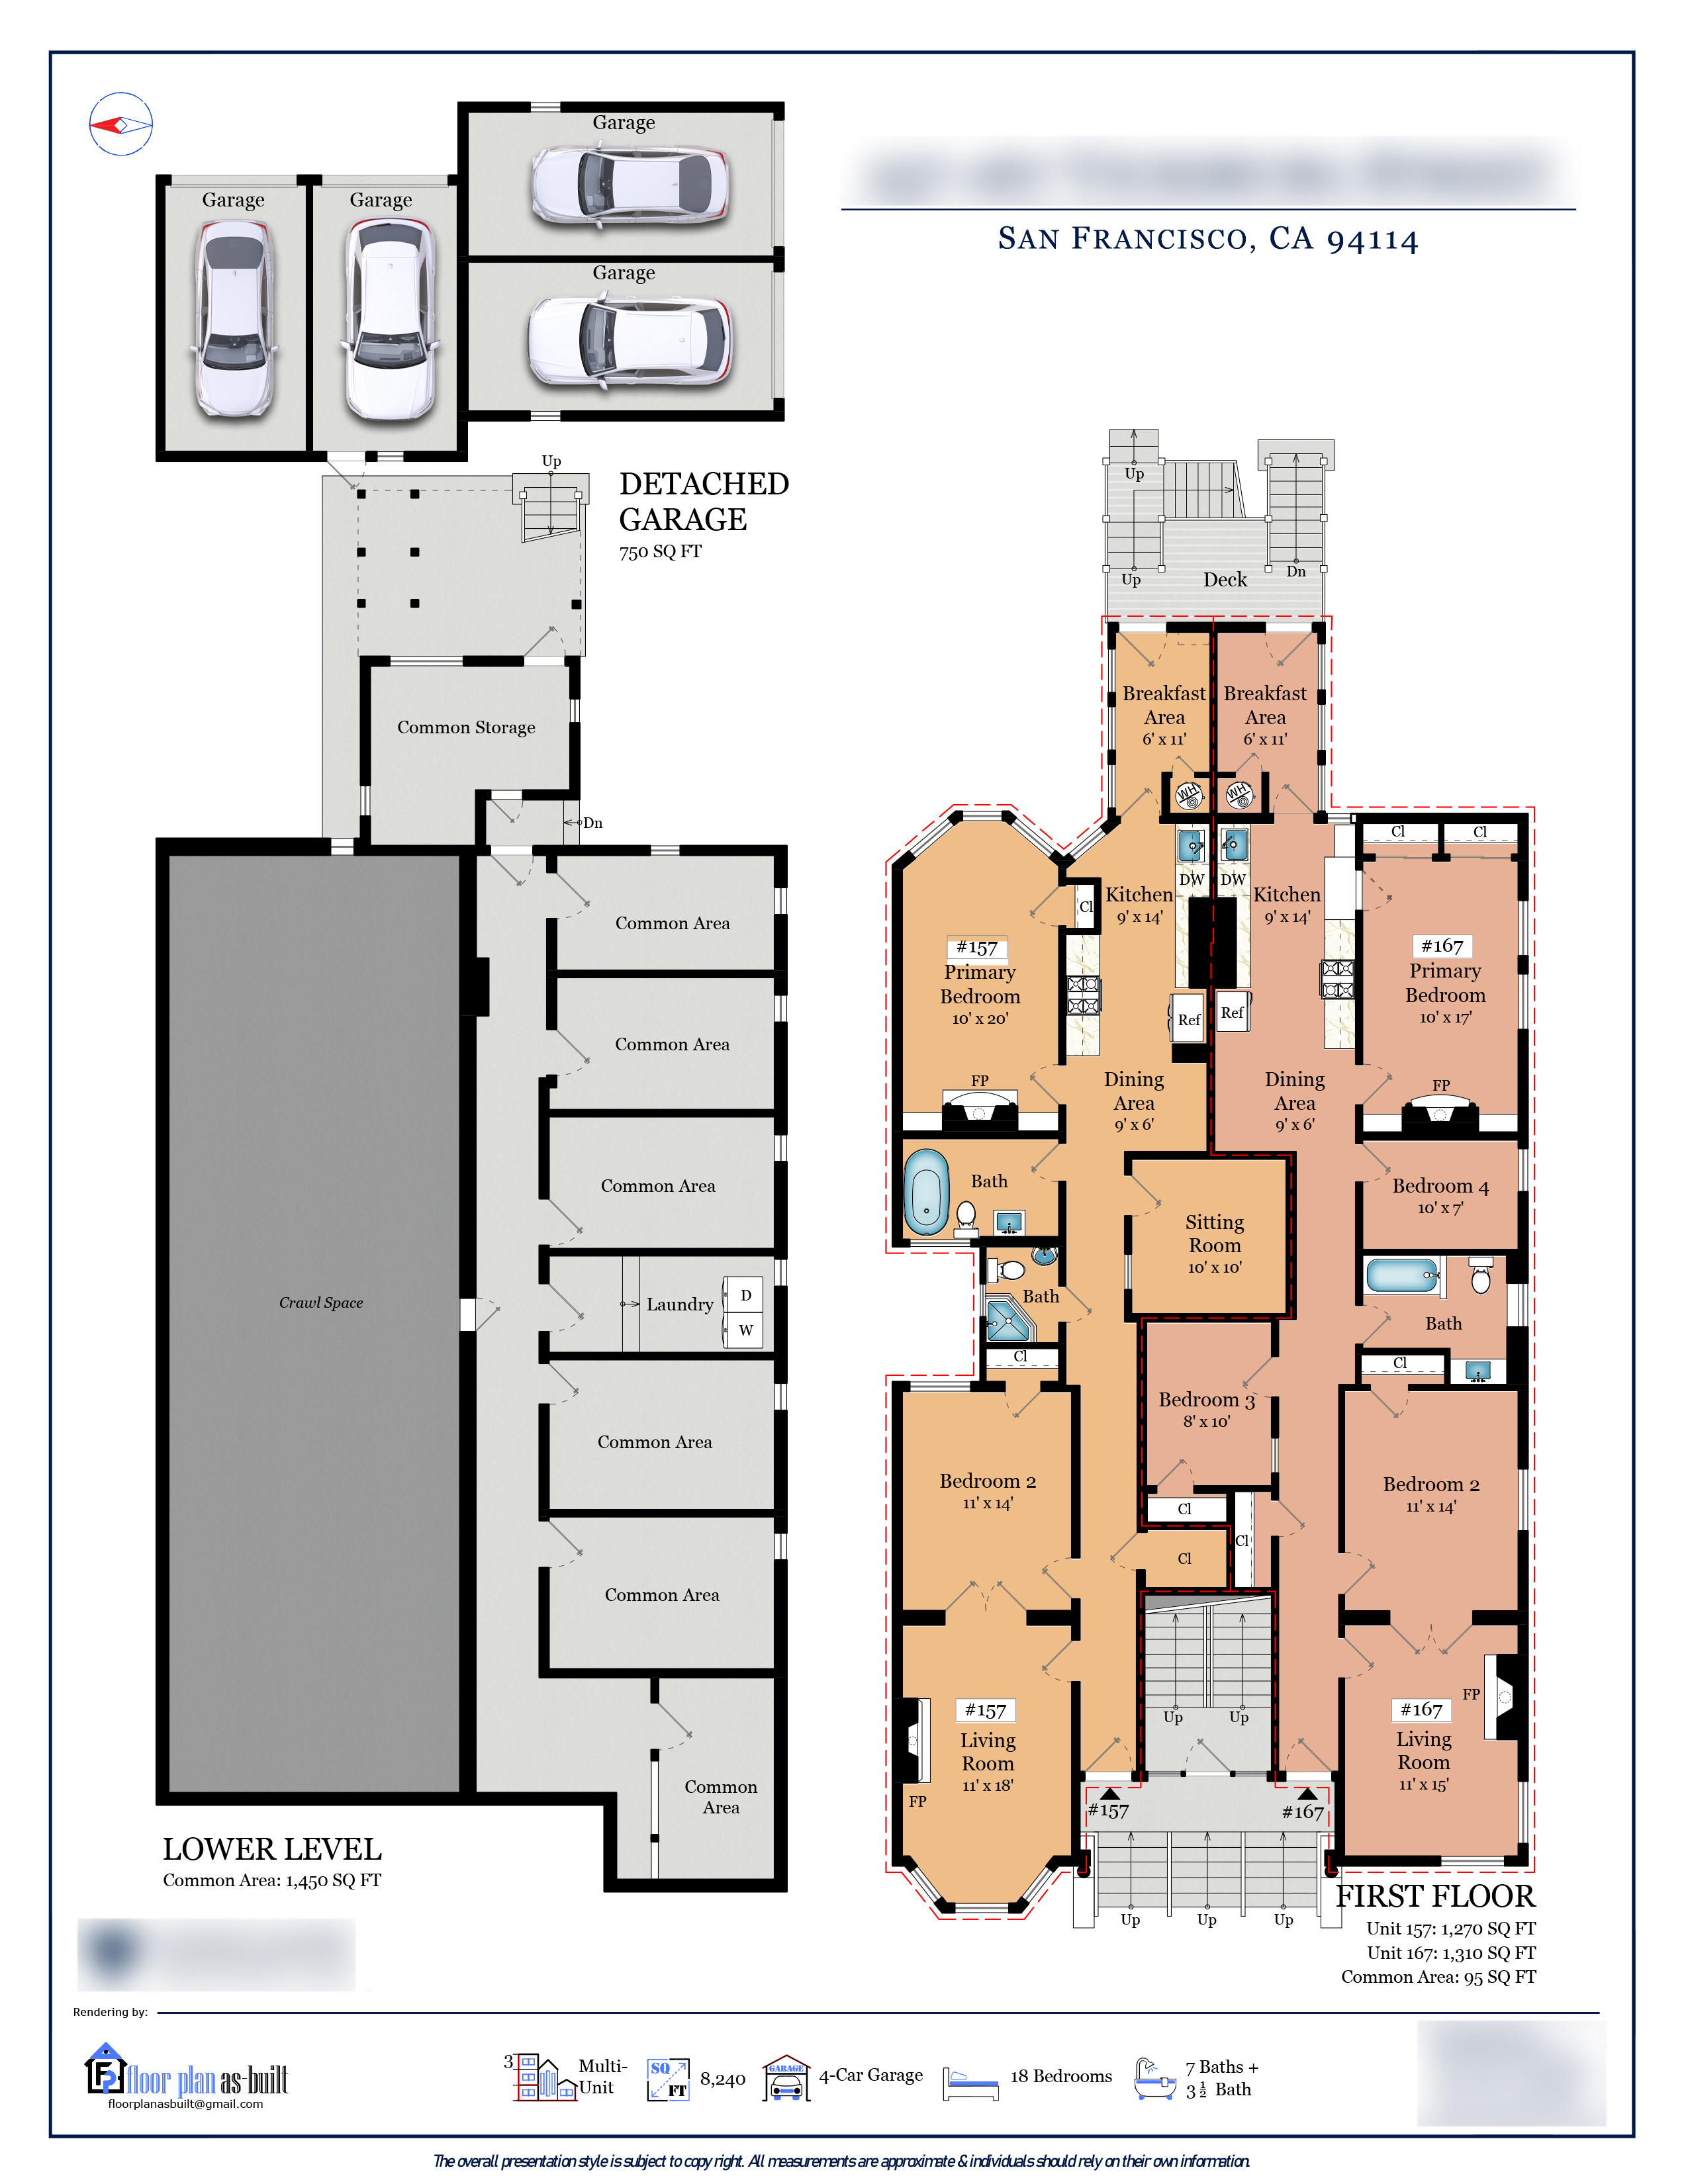 SAN FRANCISCO, CA 94114
Garage
Garage
Garage
Garage
Up
DETACHED
GARAGE
750 SQ FT
Common Storage
Dn
Common Area
Common Area
Common Area
Crawl Space
Laundry
D
W
Common Area
Common Area
Common
Area
LOWER LEVEL
Common Area: 1,450 SQ FT
Up
Up
Deck
Dn
Breakfast
Area
6' x 11'
Breakfast
Area
6' x 11'
WH
WH
Cl
Cl
DW
DW
Kitchen
9' x 14'
Kitchen
9' x 14'
Cl
#157
Primary
Bedroom
10' x 20'
#167
Primary
Bedroom
10' x 17'
Ref
Ref
FP
Dining
Area
9' x 6'
Dining
Area
9' x 6'
FP
Bath
Sitting
Room
10' x 10'
Bedroom 4
10' x 7'
Bath
Bath
Cl
Cl
Bedroom 3
8' x 10'
Bedroom 2
11' x 14'
Bedroom 2
11' x 14'
Cl
Cl
Cl
#157
Living
Room
11' x 18'
FP
Up
Up
#167
Living
Room
11' x 15'
FP
#157
#167
Up
Up
Up
FIRST FLOOR
Unit 157: 1,270 SQ FT
Unit 167: 1,310 SQ FT
Common Area: 95 SQ FT
Rendering by:
FP floor plan as-built
floorplanasbuilt@gmail.com
3
Multi-
Unit
SQ
FT
8,240
GARAGE
4-Car Garage
18 Bedrooms
7 Baths +
3 ½ Bath
The overall presentation style is subject to copy right. All measurements are approximate & individuals should rely on their own information.